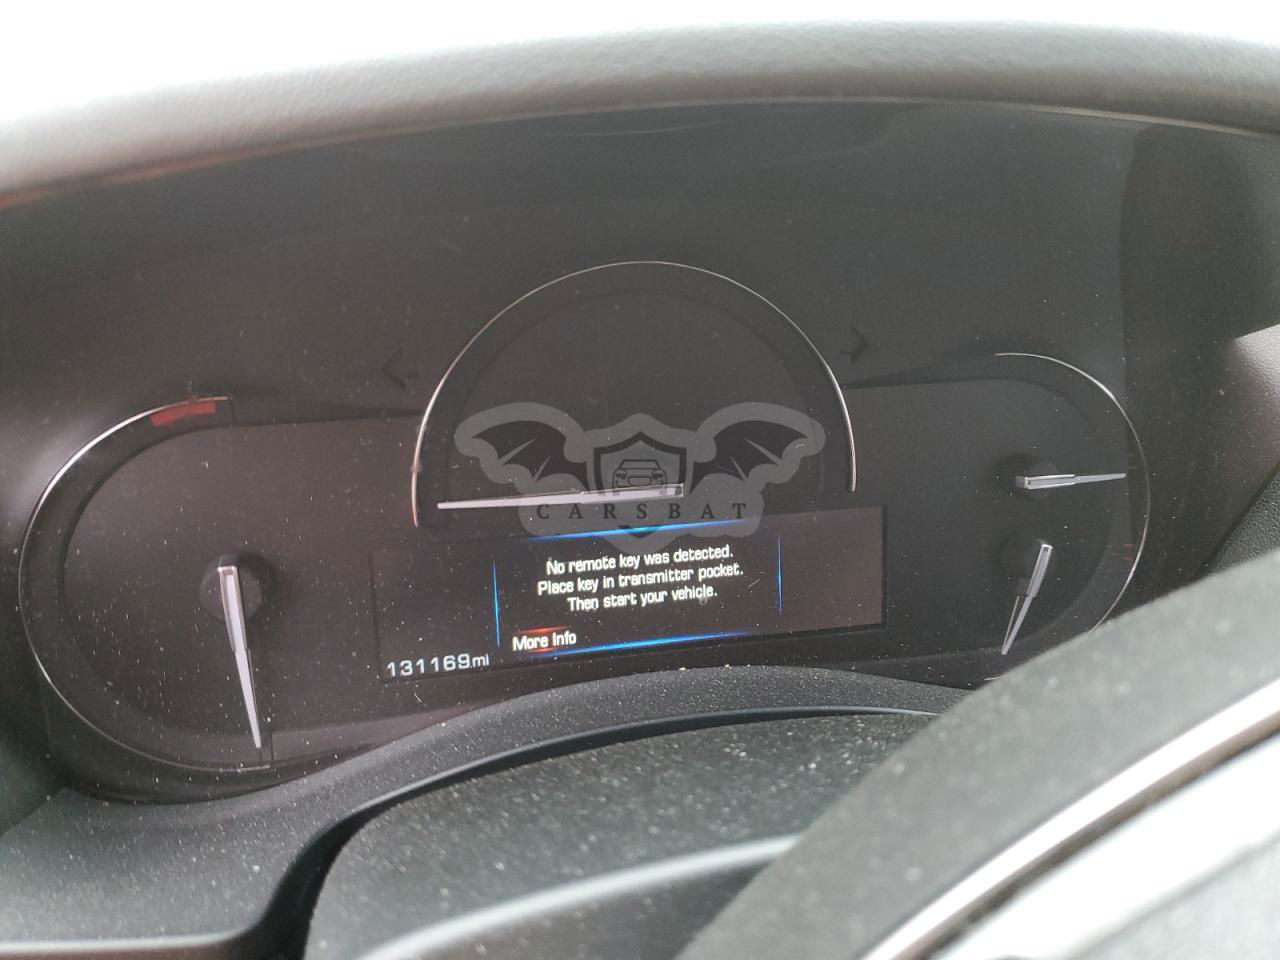 CARSBAT
No remote key was detected.
Place key in transmitter pocket.
Then start your vehicle.
More Info
131169mi